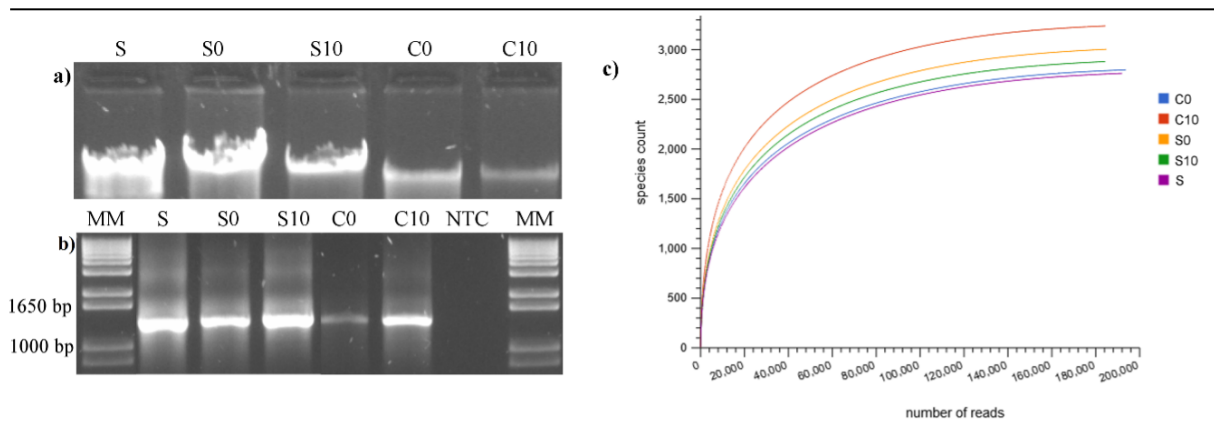 S S0 S10 C0 C10
a)
MM S S0 S10 C0 C10 NTC MM
b)
1650 bp
1000 bp
c)
species count
3,000
2,500
2,000
1,500
1,000
500
0
0 20,000 40,000 60,000 80,000 100,000 120,000 140,000 160,000 180,000 200,000
number of reads
C0
C10
S0
S10
S